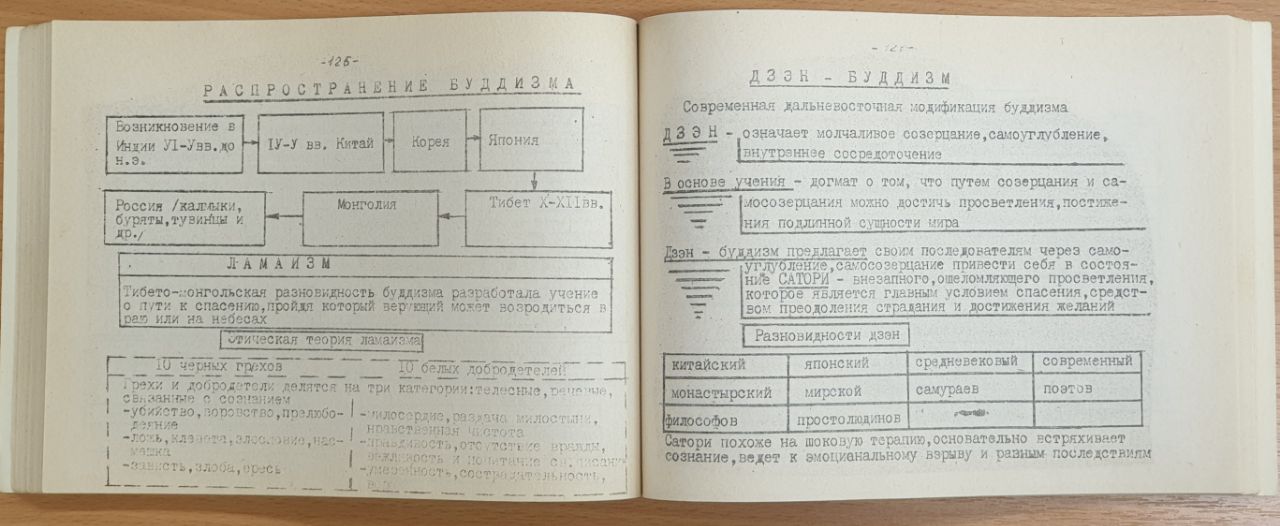 -125-
РАСПРОСТРАНЕНИЕ БУДДИЗМА
Возникновение в
Индии УI-Увв.до
н.э.
IУ-У вв. Китай
Корея
Япония
Россия /калмыки,
буряты,тувинцы и
др./
Монголия
Тибет X-XIIвв.
ЛАМАИЗМ
Тибето-монгольская разновидность буддизма разработала учение
о пути к спасению,пройдя который верующий может возродиться в
раю или на небесах
этическая теория ламаизма
10 черных грехов
10 белых добродетелей
Грехи и добродетели делятся на три категории:телесные,речевые,
связанные с сознанием
-убийство,воровство,прелюбо-
деяние
-ложь,клевета,злословие,нас-
мешка
-зависть,злоба,ересь
-милосердие,раздача милостыни,
нравственная чистота
-правдивость,отсутствие вражды,
вежливость и почитание св.писания
-умеренность,сострадательность,
ДЗЭН - БУДДИЗМ
Современная дальневосточная модификация буддизма
ДЗЭН - означает молчаливое созерцание,самоуглубление,
внутреннее сосредоточение
В основе учения - догмат о том, что путем созерцания и са-
мосозерцания можно достичь просветления,постиже-
ния подлинной сущности мира
Дзэн - буддизм предлагает своим последователям через само-
углубление,самосозерцание привести себя в состоя-
ние САТОРИ - внезапного,ошеломляющего просветления,
которое является главным условием спасения,средст-
вом преодоления страдания и достижения желаний
Разновидности дзэн
китайский японский средневековый современный
монастырский мирской самураев поэтов
философов простолюдинов
Сатори похоже на шоковую терапию,основательно встряхивает
сознание,ведет к эмоцианальному взрыву и разным последствиям